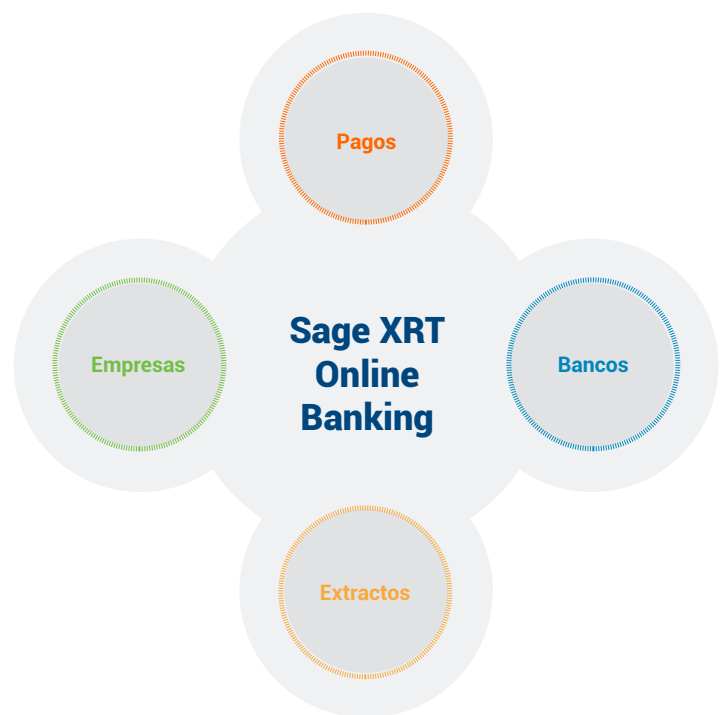 Pagos
Empresas
Sage XRT
Online
Banking
Bancos
Extractos